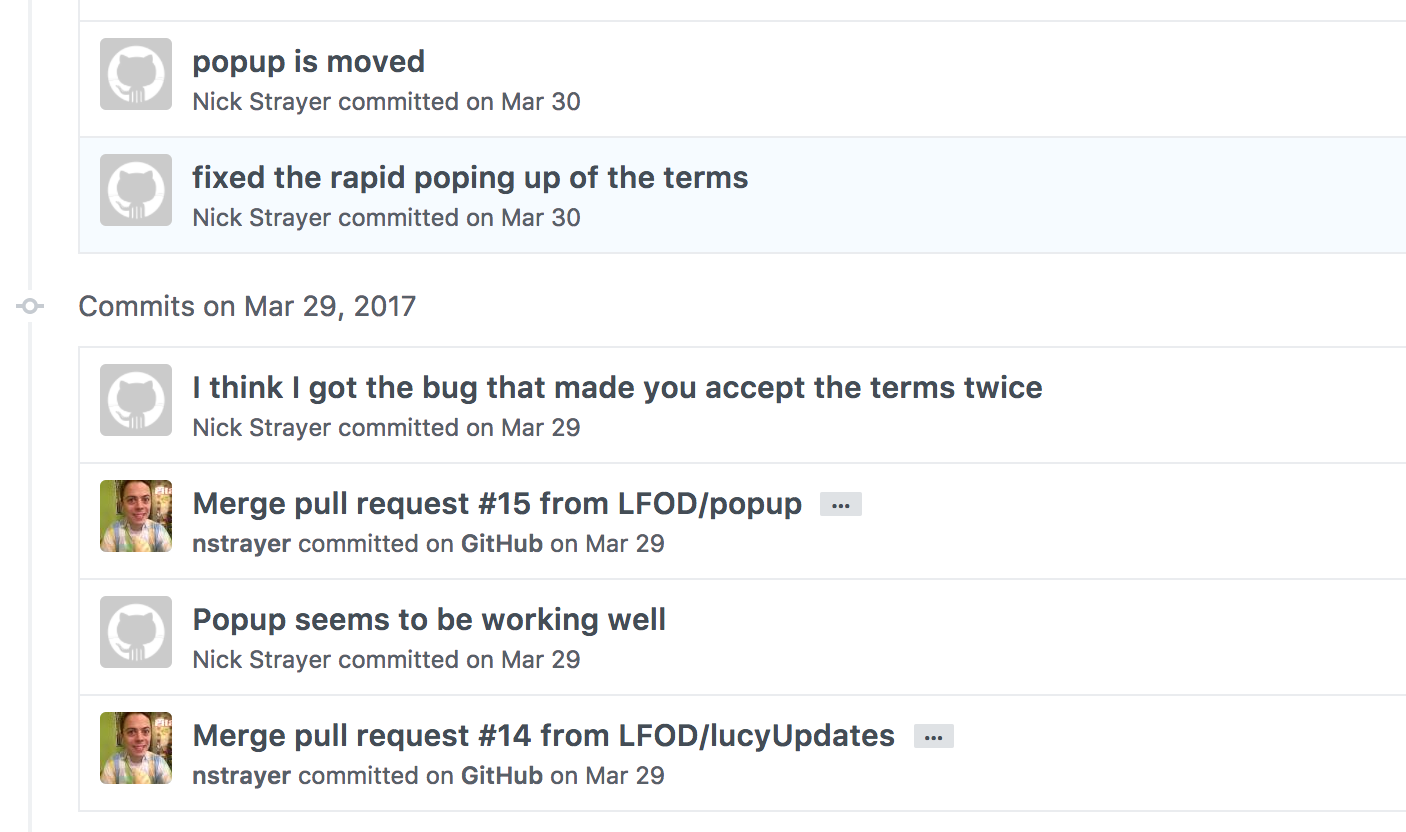 popup is moved
Nick Strayer committed on Mar 30
fixed the rapid poping up of the terms
Nick Strayer committed on Mar 30
Commits on Mar 29, 2017
I think I got the bug that made you accept the terms twice
Nick Strayer committed on Mar 29
Merge pull request #15 from LFOD/popup …
nstrayer committed on GitHub on Mar 29
Popup seems to be working well
Nick Strayer committed on Mar 29
Merge pull request #14 from LFOD/lucyUpdates …
nstrayer committed on GitHub on Mar 29